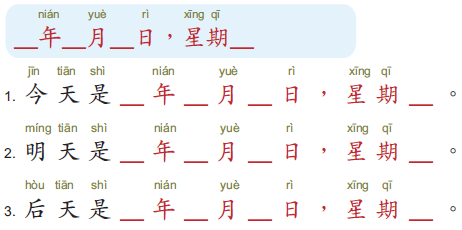 nián yuè rì xīng qī
__年__月__日，星期__
jīn tiān shì nián yuè rì xīng qī
1. 今天是__年__月__日，星期__。
míng tiān shì nián yuè rì xīng qī
2. 明天是__年__月__日，星期__。
hòu tiān shì nián yuè rì xīng qī
3. 后天是__年__月__日，星期__。